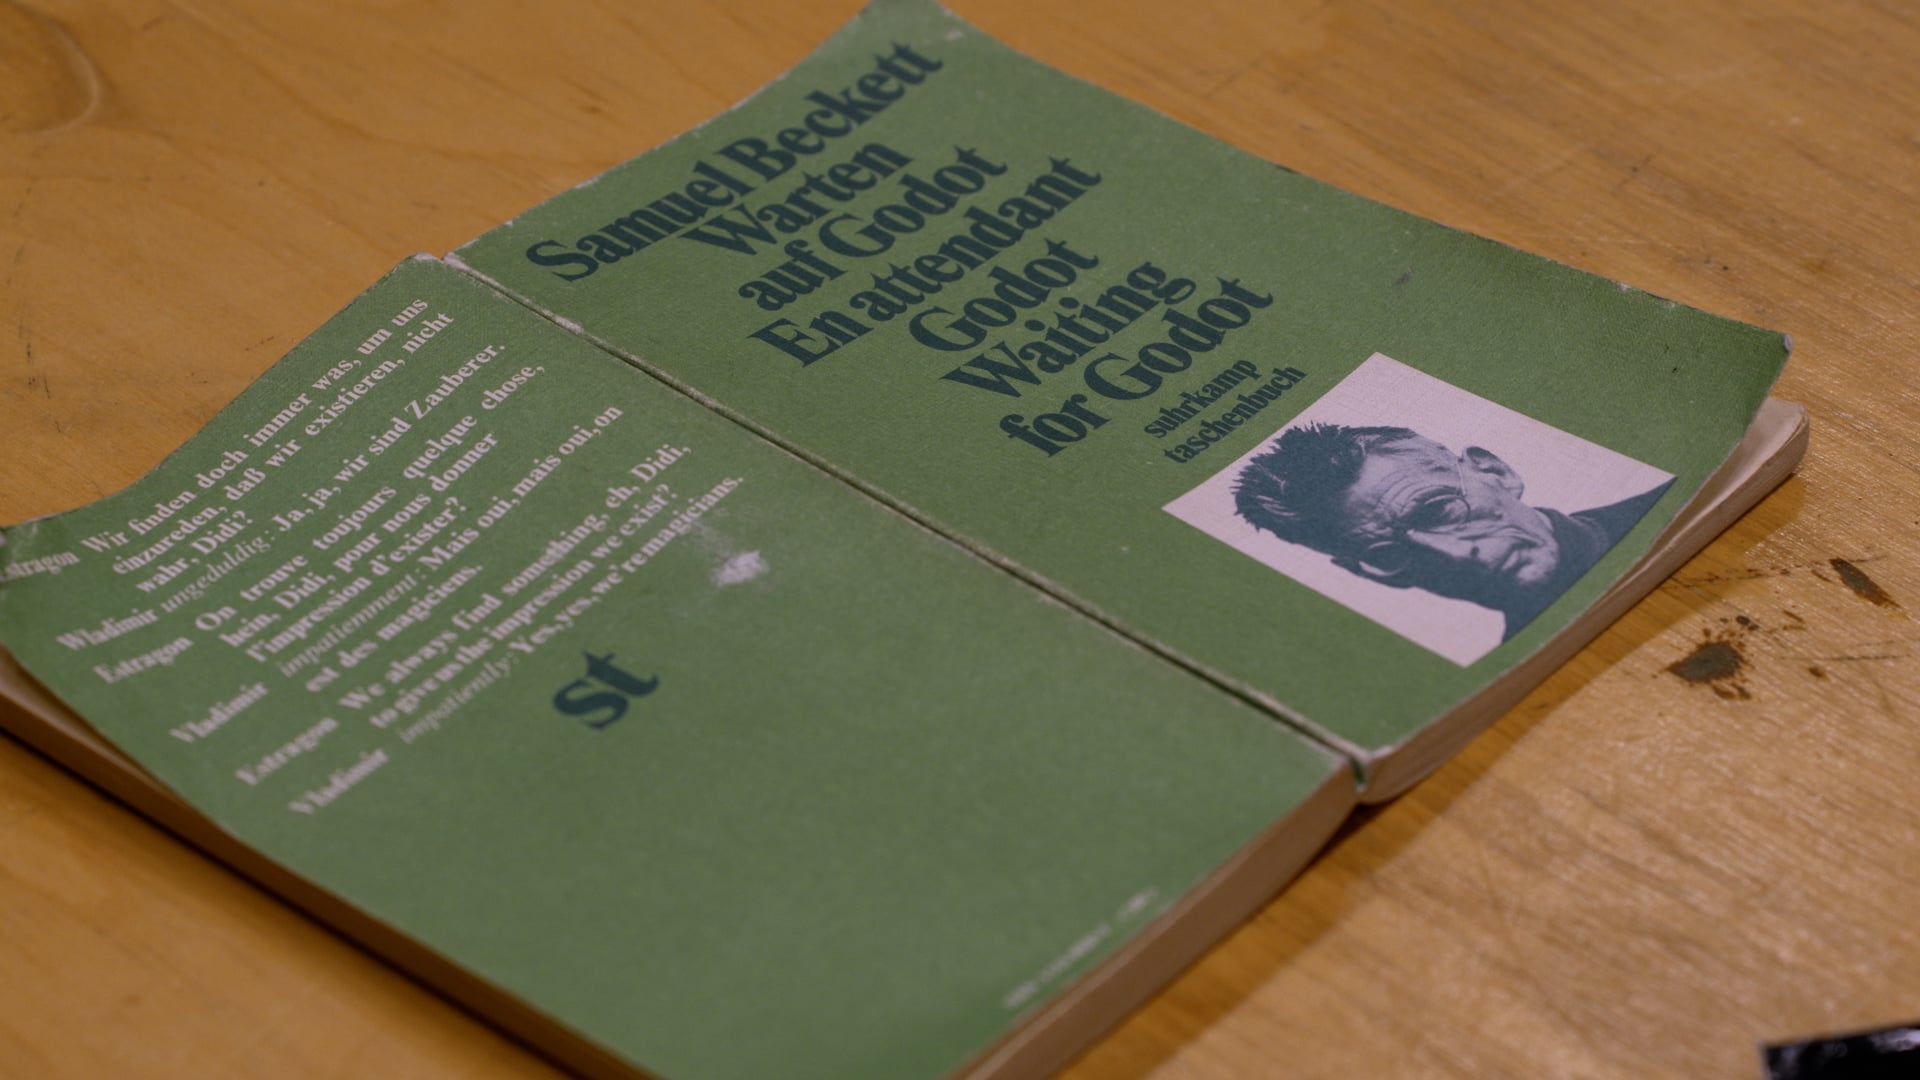 Samuel Beckett
Warten
auf Godot
En attendant
Godot
Waiting
for Godot
suhrkamp
taschenbuch
Estragon Wir finden doch immer was, um uns
einzureden, daß wir existieren, nicht
wahr, Didi?
Wladimir ungeduldig: Ja, ja, wir sind Zauberer.
Estragon On trouve toujours quelque chose,
hein, Didi, pour nous donner
l'impression d'exister?
Vladimir impatiemment: Mais oui, mais oui, on
est des magiciens.
Estragon We always find something, eh, Didi,
to give us the impression we exist?
Vladimir impatiently: Yes, yes, we're magicians.
st